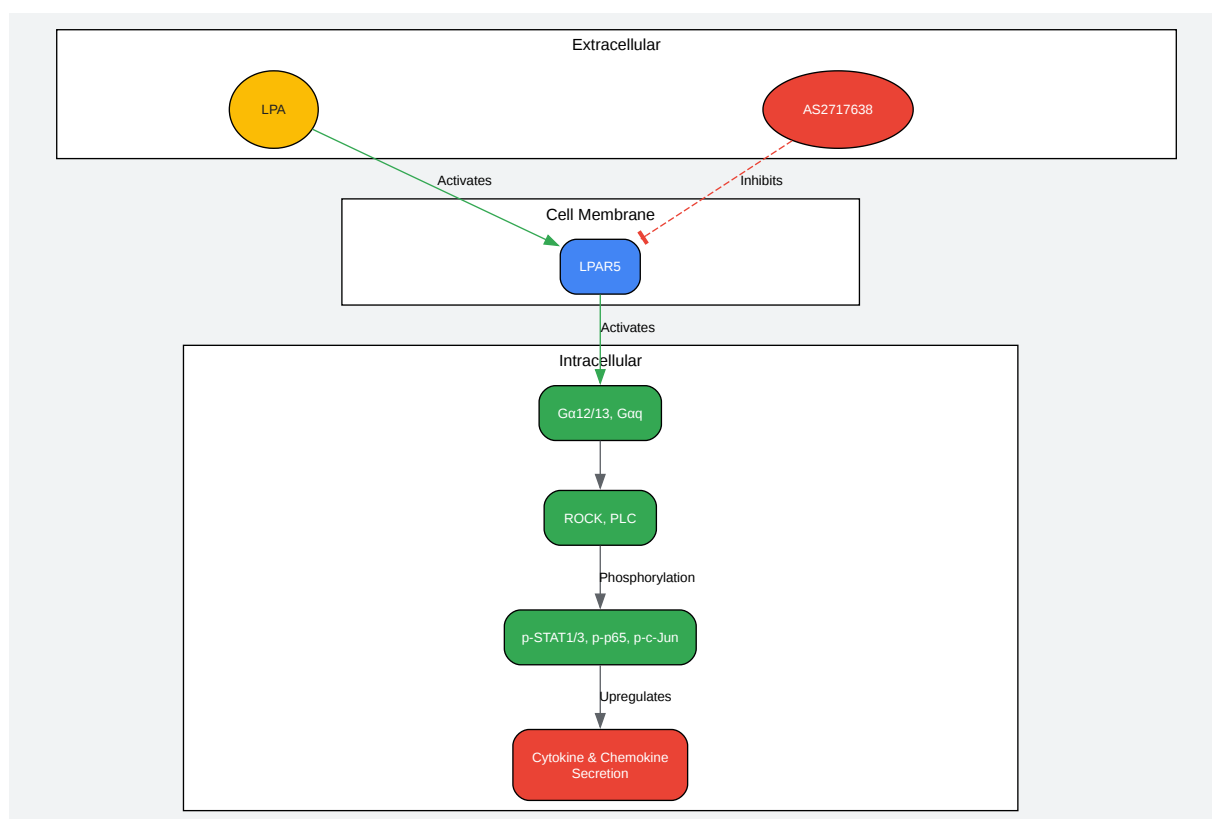 Extracellular
LPA
AS2717638
Activates
Inhibits
Cell Membrane
LPAR5
Activates
Intracellular
Gα12/13, Gαq
ROCK, PLC
Phosphorylation
p-STAT1/3, p-p65, p-c-Jun
Upregulates
Cytokine & Chemokine
Secretion